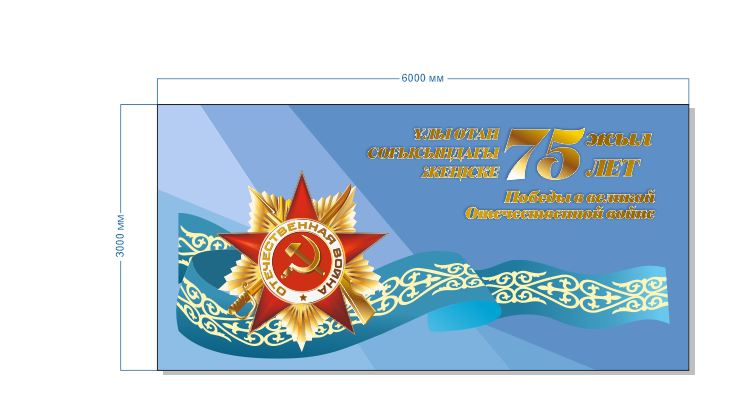 6000 мм
3000 мм
ҰЛЫ ОТАН
СОҒЫСЫНДАҒЫ
ЖЕҢІСКЕ
75 ЖЫЛ
ЛЕТ
Победы в великой
Отечественной войне
ОТЕЧЕСТВЕННАЯ ВОЙНА